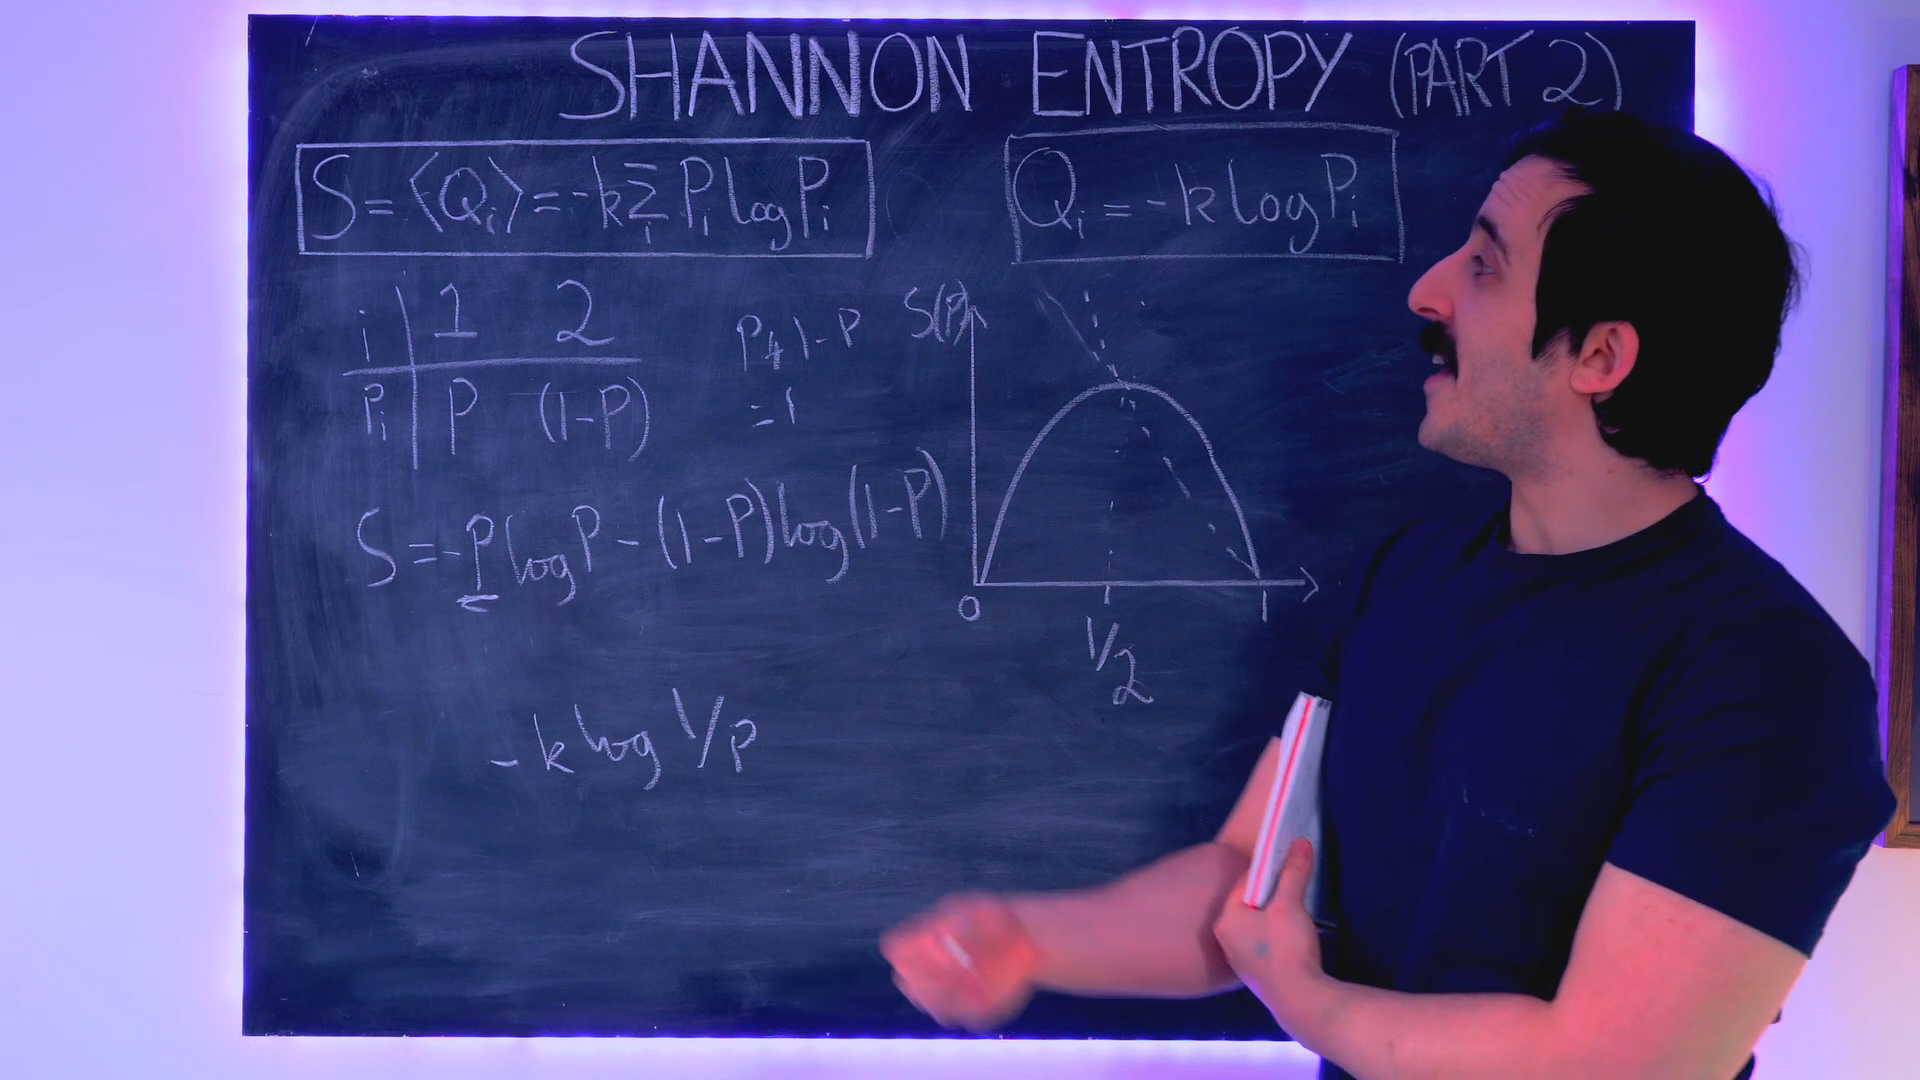 SHANNON ENTROPY (PART 2)
S = ⟨Qᵢ⟩ = -k Σᵢ Pᵢ log Pᵢ
Qᵢ = -k log Pᵢ
i 1 2
Pᵢ P (1-P)
P + 1-P
= 1
S = -P log P - (1-P) log (1-P)
S(P)
0 1/2 1
- k log 1/P